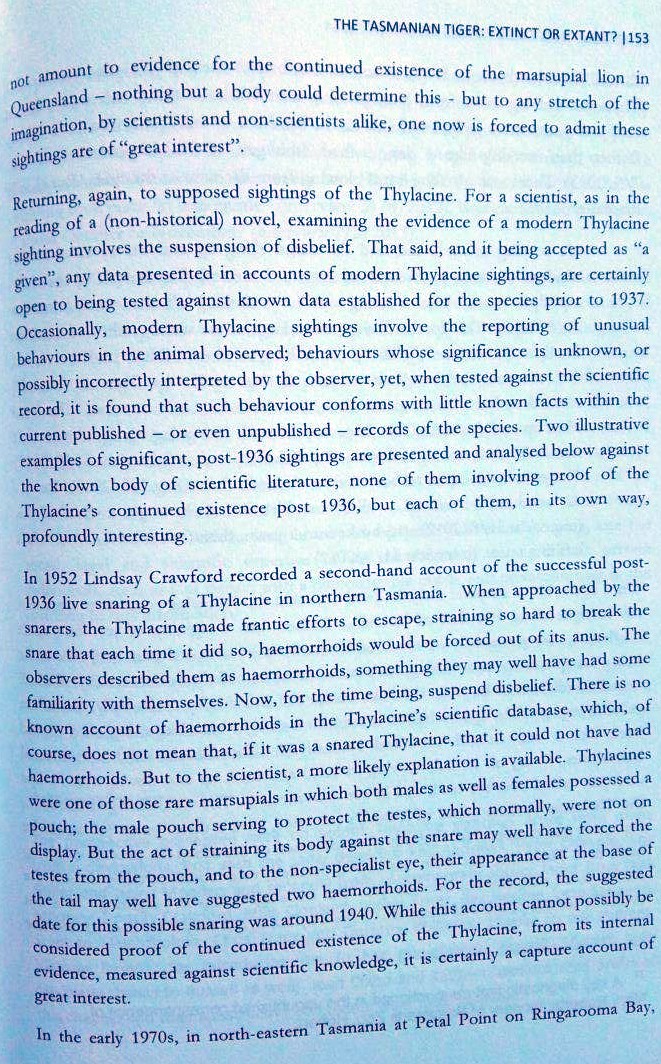 THE TASMANIAN TIGER: EXTINCT OR EXTANT? |153
not amount to evidence for the continued existence of the marsupial lion in
Queensland – nothing but a body could determine this - but to any stretch of the
imagination, by scientists and non-scientists alike, one now is forced to admit these
sightings are of “great interest”.
Returning, again, to supposed sightings of the Thylacine. For a scientist, as in the
reading of a (non-historical) novel, examining the evidence of a modern Thylacine
sighting involves the suspension of disbelief. That said, and it being accepted as “a
given”, any data presented in accounts of modern Thylacine sightings, are certainly
open to being tested against known data established for the species prior to 1937.
Occasionally, modern Thylacine sightings involve the reporting of unusual
behaviours in the animal observed; behaviours whose significance is unknown, or
possibly incorrectly interpreted by the observer, yet, when tested against the scientific
record, it is found that such behaviour conforms with little known facts within the
current published – or even unpublished – records of the species. Two illustrative
examples of significant, post-1936 sightings are presented and analysed below against
the known body of scientific literature, none of them involving proof of the
Thylacine’s continued existence post 1936, but each of them, in its own way,
profoundly interesting.
In 1952 Lindsay Crawford recorded a second-hand account of the successful post-
1936 live snaring of a Thylacine in northern Tasmania. When approached by the
snarers, the Thylacine made frantic efforts to escape, straining so hard to break the
snare that each time it did so, haemorrhoids would be forced out of its anus. The
observers described them as haemorrhoids, something they may well have had some
familiarity with themselves. Now, for the time being, suspend disbelief. There is no
known account of haemorrhoids in the Thylacine’s scientific database, which, of
course, does not mean that, if it was a snared Thylacine, that it could not have had
haemorrhoids. But to the scientist, a more likely explanation is available. Thylacines
were one of those rare marsupials in which both males as well as females possessed a
pouch; the male pouch serving to protect the testes, which normally, were not on
display. But the act of straining its body against the snare may well have forced the
testes from the pouch, and to the non-specialist eye, their appearance at the base of
the tail may well have suggested two haemorrhoids. For the record, the suggested
date for this possible snaring was around 1940. While this account cannot possibly be
considered proof of the continued existence of the Thylacine, from its internal
evidence, measured against scientific knowledge, it is certainly a capture account of
great interest.
In the early 1970s, in north-eastern Tasmania at Petal Point on Ringarooma Bay,